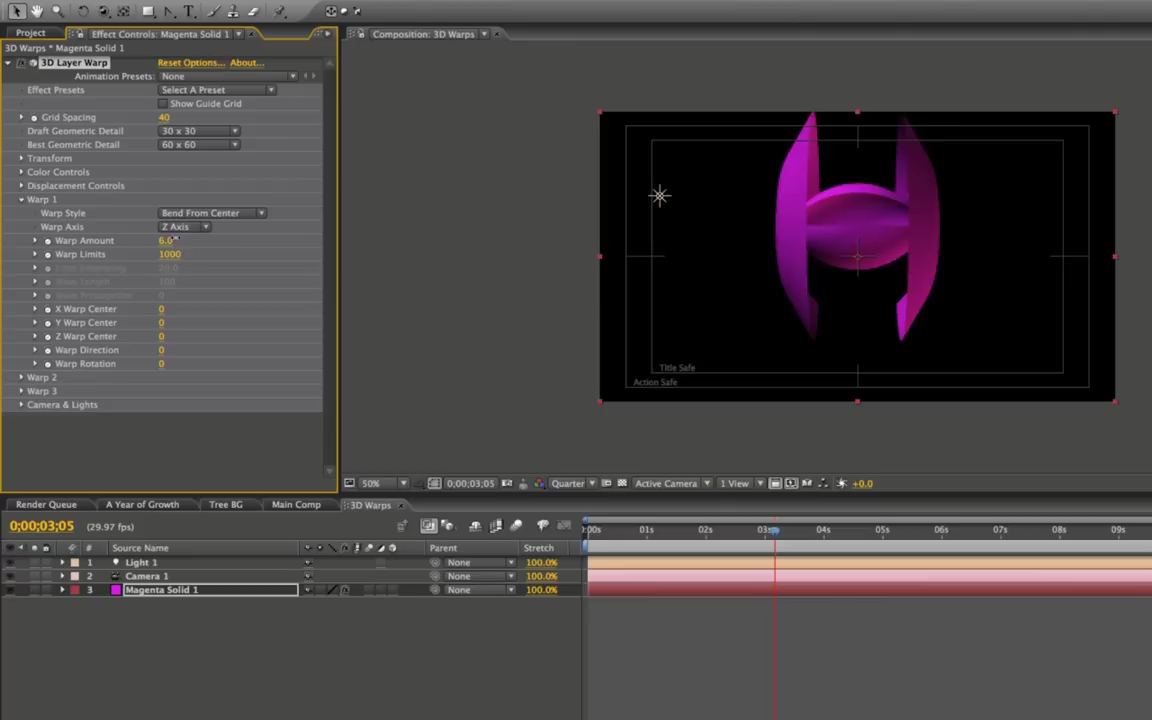 Project
Effect Controls: Magenta Solid 1
Composition: 3D Warps
3D Warps * Magenta Solid 1
3D Layer Warp
Reset Options...
About...
Animation Presets: None
Effect Presets
Select A Preset
Show Guide Grid
Grid Spacing
40
Draft Geometric Detail
30 x 30
Best Geometric Detail
60 x 60
Transform
Color Controls
Displacement Controls
Warp 1
Warp Style
Bend From Center
Warp Axis
Z Axis
Warp Amount
6.0
Warp Limits
1000
20.0
100
0
X Warp Center
0
Y Warp Center
0
Z Warp Center
0
Warp Direction
0
Warp Rotation
0
Warp 2
Warp 3
Camera & Lights
Title Safe
Action Safe
50%
0;00;03;05
Quarter
Active Camera
1 View
+0.0
Render Queue
A Year of Growth
Tree BG
Main Comp
3D Warps
0;00;03;05
(29.97 fps)
:00s
01s
02s
03s
04s
05s
06s
07s
08s
09s
#
Source Name
Parent
Stretch
1
Light 1
None
100.0%
2
Camera 1
None
100.0%
3
Magenta Solid 1
None
100.0%